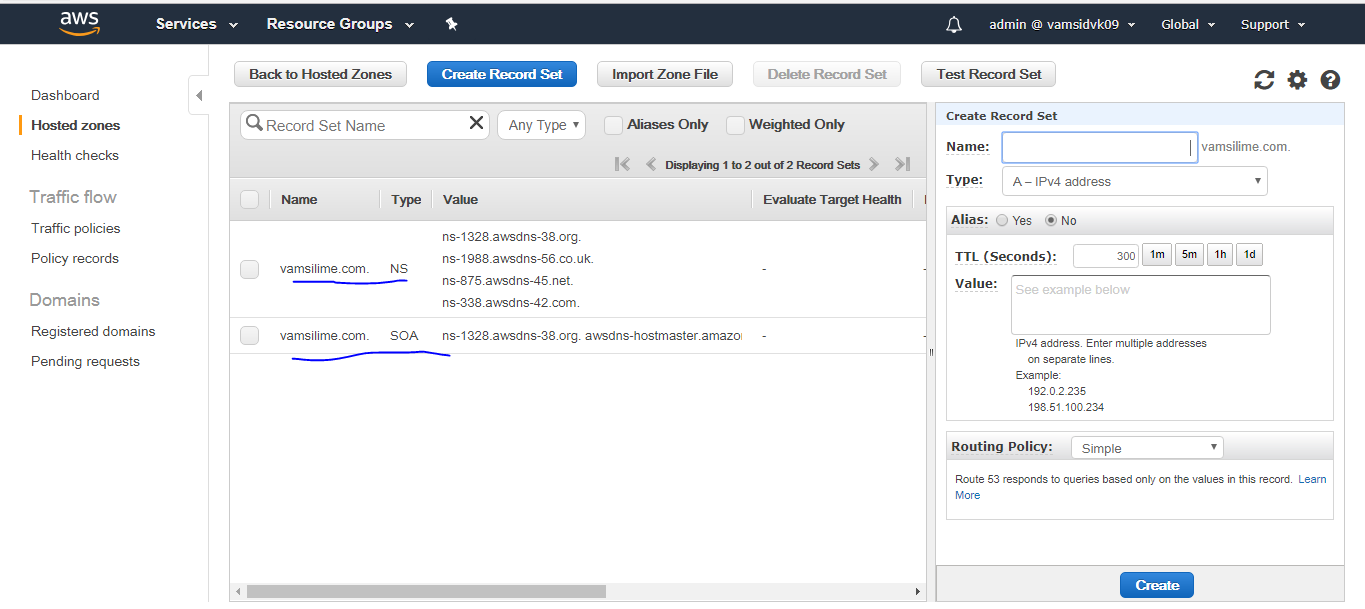 aws Services Resource Groups admin @ vamsidvk09 Global Support
Back to Hosted Zones Create Record Set Import Zone File Delete Record Set Test Record Set
Dashboard
Hosted zones
Health checks
Traffic flow
Traffic policies
Policy records
Domains
Registered domains
Pending requests
Record Set Name Any Type Aliases Only Weighted Only
Displaying 1 to 2 out of 2 Record Sets
Name Type Value Evaluate Target Health
vamsilime.com. NS
ns-1328.awsdns-38.org.
ns-1988.awsdns-56.co.uk.
ns-875.awsdns-45.net.
ns-338.awsdns-42.com.
-
vamsilime.com. SOA ns-1328.awsdns-38.org. awsdns-hostmaster.amazo -
Create Record Set
Name: vamsilime.com.
Type: A – IPv4 address
Alias: Yes No
TTL (Seconds): 300 1m 5m 1h 1d
Value: See example below
IPv4 address. Enter multiple addresses
on separate lines.
Example:
192.0.2.235
198.51.100.234
Routing Policy: Simple
Route 53 responds to queries based only on the values in this record. Learn
More
Create